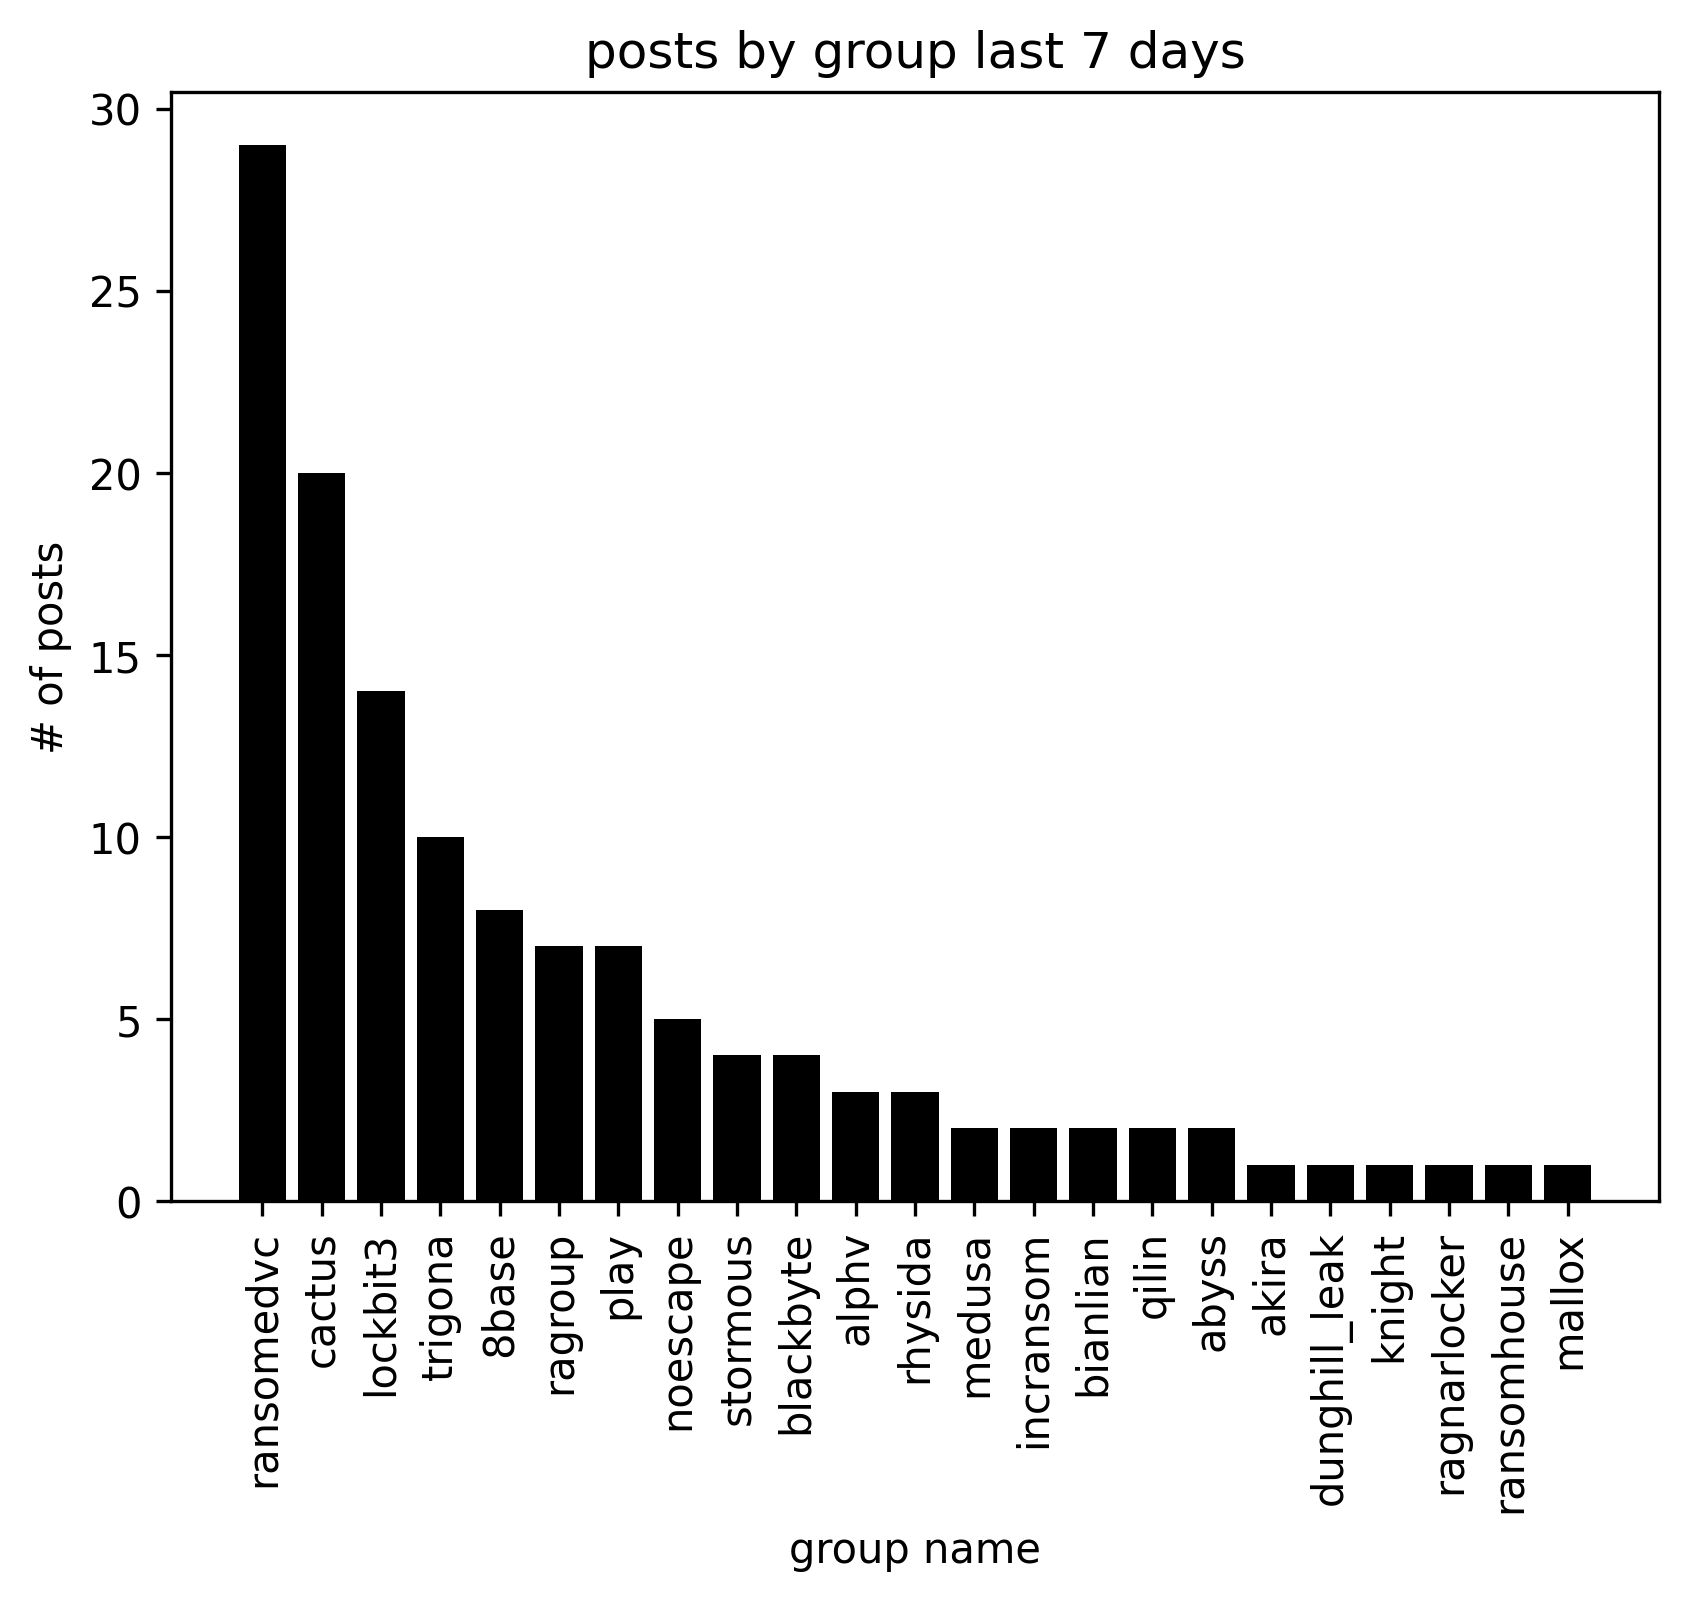 posts by group last 7 days
30
25
20
15
10
5
0
# of posts
ransomedvc
cactus
lockbit3
trigona
8base
ragroup
play
noescape
stormous
blackbyte
alphv
rhysida
medusa
incransom
bianlian
qilin
abyss
akira
dunghill_leak
knight
ragnarlocker
ransomhouse
mallox
group name